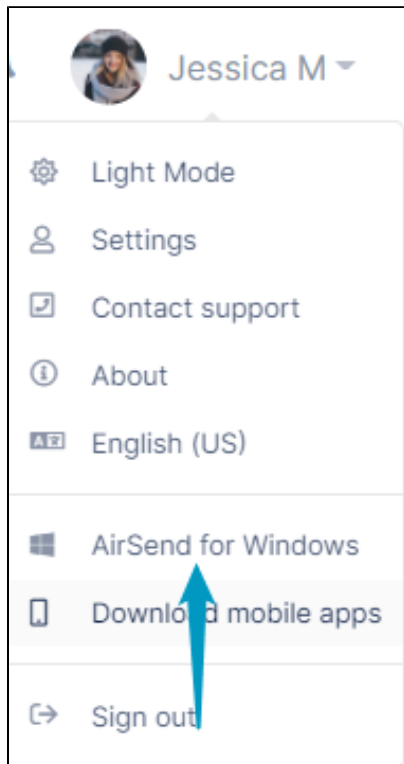 Jessica M
Light Mode
Settings
Contact support
About
English (US)
AirSend for Windows
Download mobile apps
Sign out